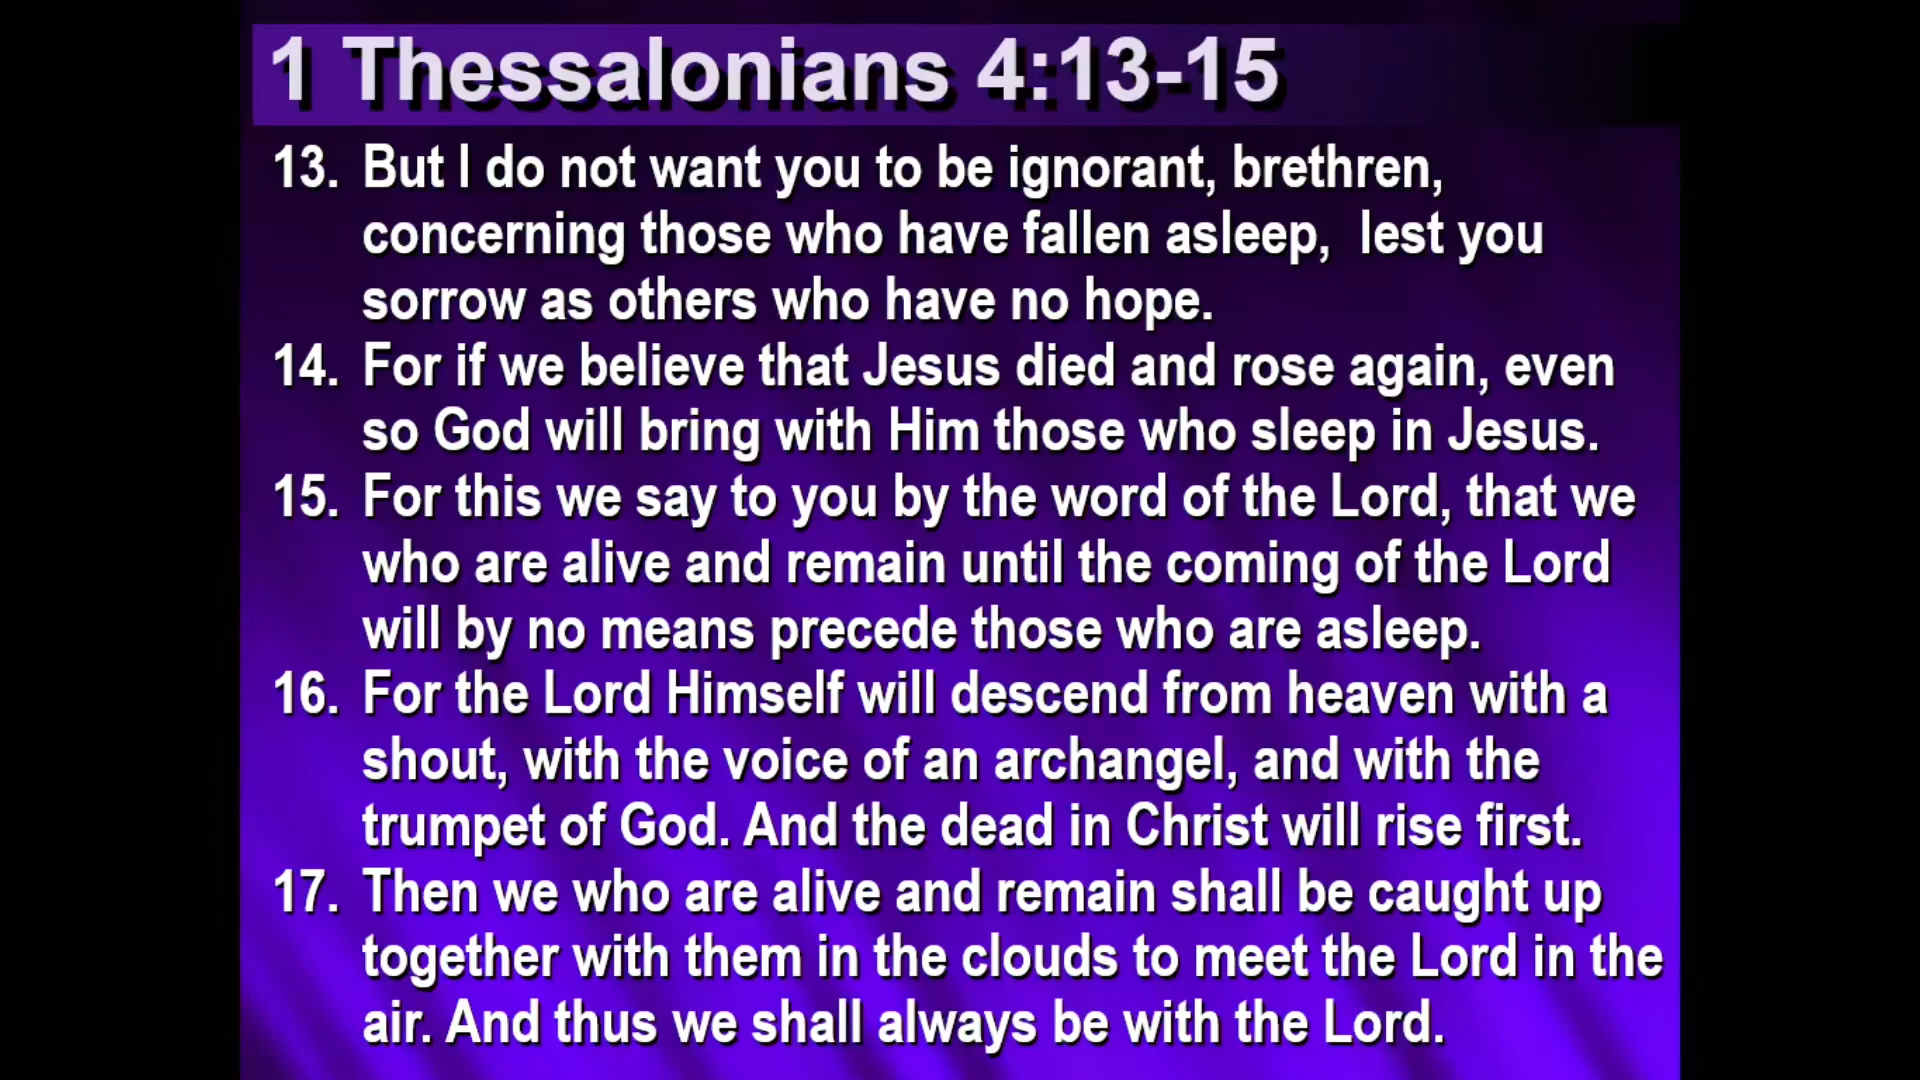 1 Thessalonians 4:13-15
13. But I do not want you to be ignorant, brethren,
concerning those who have fallen asleep,  lest you
sorrow as others who have no hope.
14. For if we believe that Jesus died and rose again, even
so God will bring with Him those who sleep in Jesus.
15. For this we say to you by the word of the Lord, that we
who are alive and remain until the coming of the Lord
will by no means precede those who are asleep.
16. For the Lord Himself will descend from heaven with a
shout, with the voice of an archangel, and with the
trumpet of God. And the dead in Christ will rise first.
17. Then we who are alive and remain shall be caught up
together with them in the clouds to meet the Lord in the
air. And thus we shall always be with the Lord.